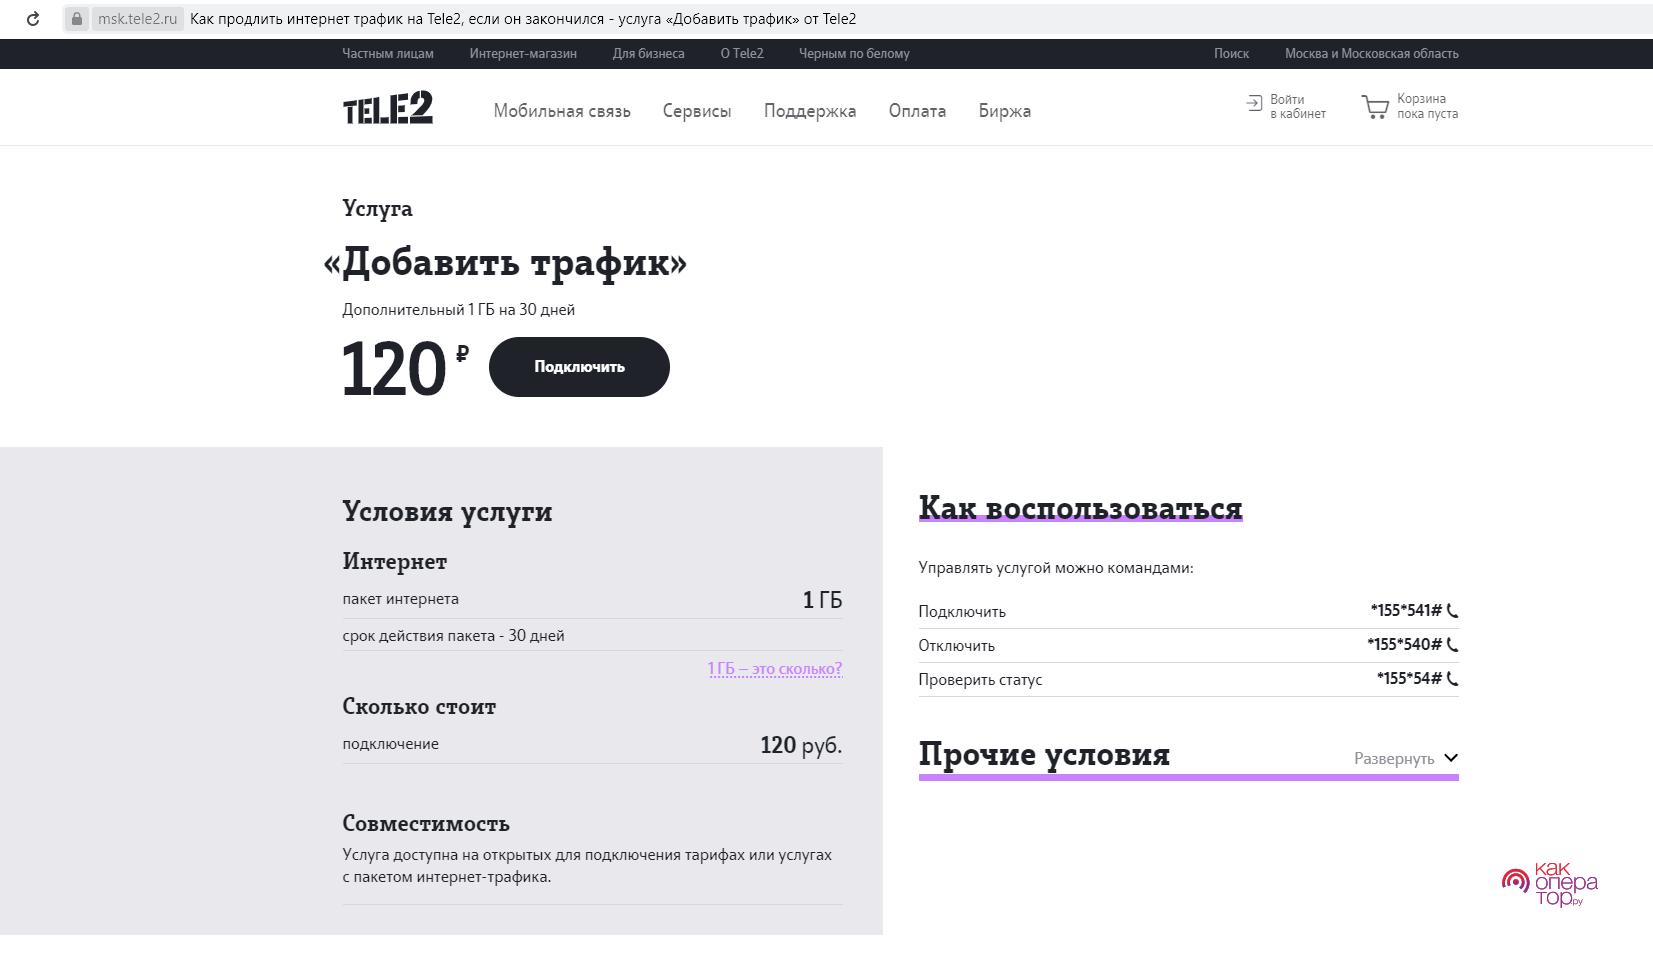 msk.tele2.ru Как продлить интернет трафик на Tele2, если он закончился - услуга «Добавить трафик» от Tele2
Частным лицам Интернет-магазин Для бизнеса О Tele2 Черным по белому Поиск Москва и Московская область
TELE2 Мобильная связь Сервисы Поддержка Оплата Биржа
Войти
в кабинет
Корзина
пока пуста
Услуга
«Добавить трафик»
Дополнительный 1 ГБ на 30 дней
120 ₽ Подключить
Условия услуги
Интернет
пакет интернета 1 ГБ
срок действия пакета - 30 дней
1 ГБ – это сколько?
Сколько стоит
подключение 120 руб.
Совместимость
Услуга доступна на открытых для подключения тарифах или услугах
с пакетом интернет-трафика.
Как воспользоваться
Управлять услугой можно командами:
Подключить *155*541#
Отключить *155*540#
Проверить статус *155*54#
Прочие условия Развернуть
как
опера
тор.ру